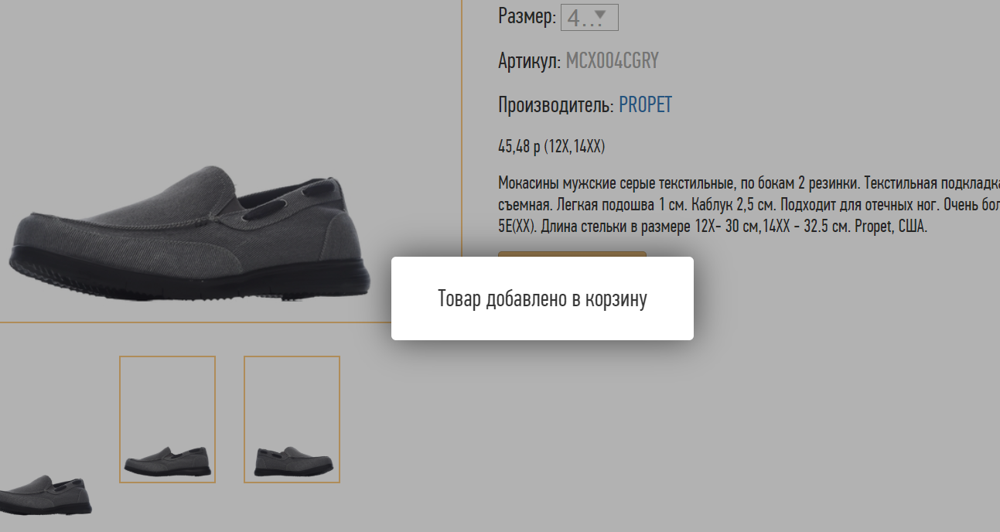 Размер: 4...
Артикул: MCX004CGRY
Производитель: PROPET
45,48 р (12X,14XX)
Мокасины мужские серые текстильные, по бокам 2 резинки. Текстильная
съемная. Легкая подошва 1 см. Каблук 2,5 см. Подходит для отечных ног. Очень
5E(XX). Длина стельки в размере 12X- 30 см,14XX - 32.5 см. Propet, США.
Товар добавлено в корзину